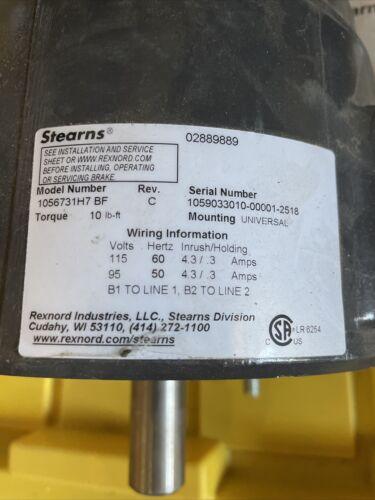 Stearns® 02889889
SEE INSTALLATION AND SERVICE
SHEET OR WWW.REXNORD.COM
BEFORE INSTALLING, OPERATING
OR SERVICING BRAKE.
Model Number Rev. Serial Number
1056731H7 BF C 1059033010-00001-2518
Torque 10 lb-ft Mounting UNIVERSAL
Wiring Information
Volts Hertz Inrush/Holding
115 60 4.3 / .3 Amps
95 50 4.3 / .3 Amps
B1 TO LINE 1, B2 TO LINE 2
Rexnord Industries, LLC., Stearns Division
Cudahy, WI 53110, (414) 272-1100
www.rexnord.com/stearns
LR 6254
C US